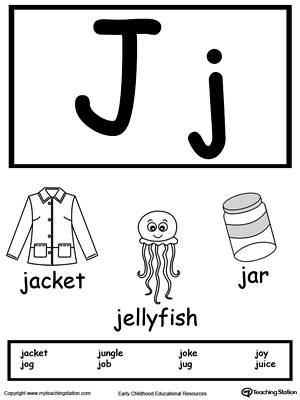 J j
jacket
jar
jellyfish
jacket jungle joke joy
jog job jug juice
COPYRIGHT © www.myteachingstation.com Early Childhood Educational Resources TEACHING STATION